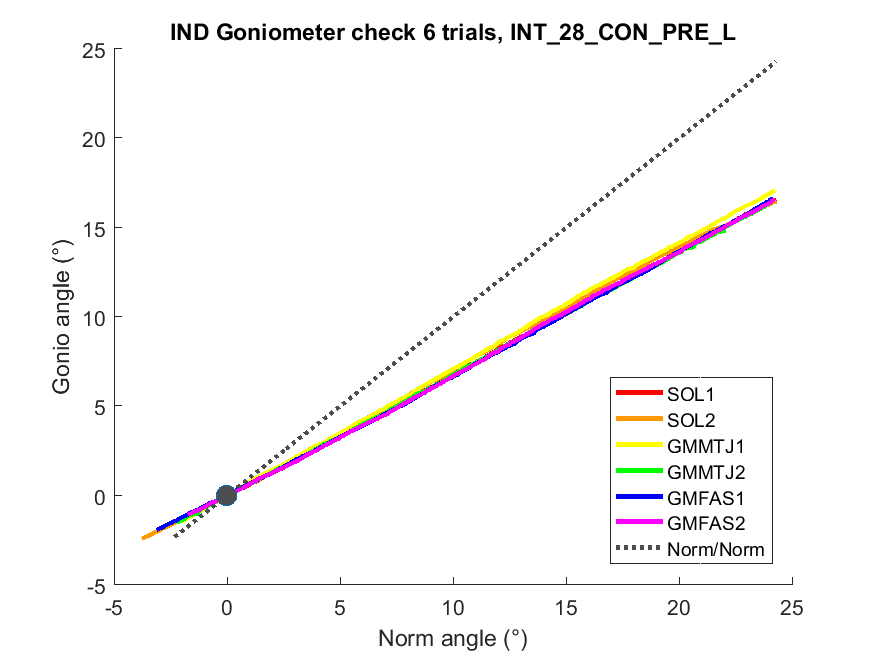 IND Goniometer check 6 trials, INT_28_CON_PRE_L
25
20
15
10
5
0
-5
Gonio angle (°)
SOL1
SOL2
GMMTJ1
GMMTJ2
GMFAS1
GMFAS2
Norm/Norm
-5 0 5 10 15 20 25
Norm angle (°)